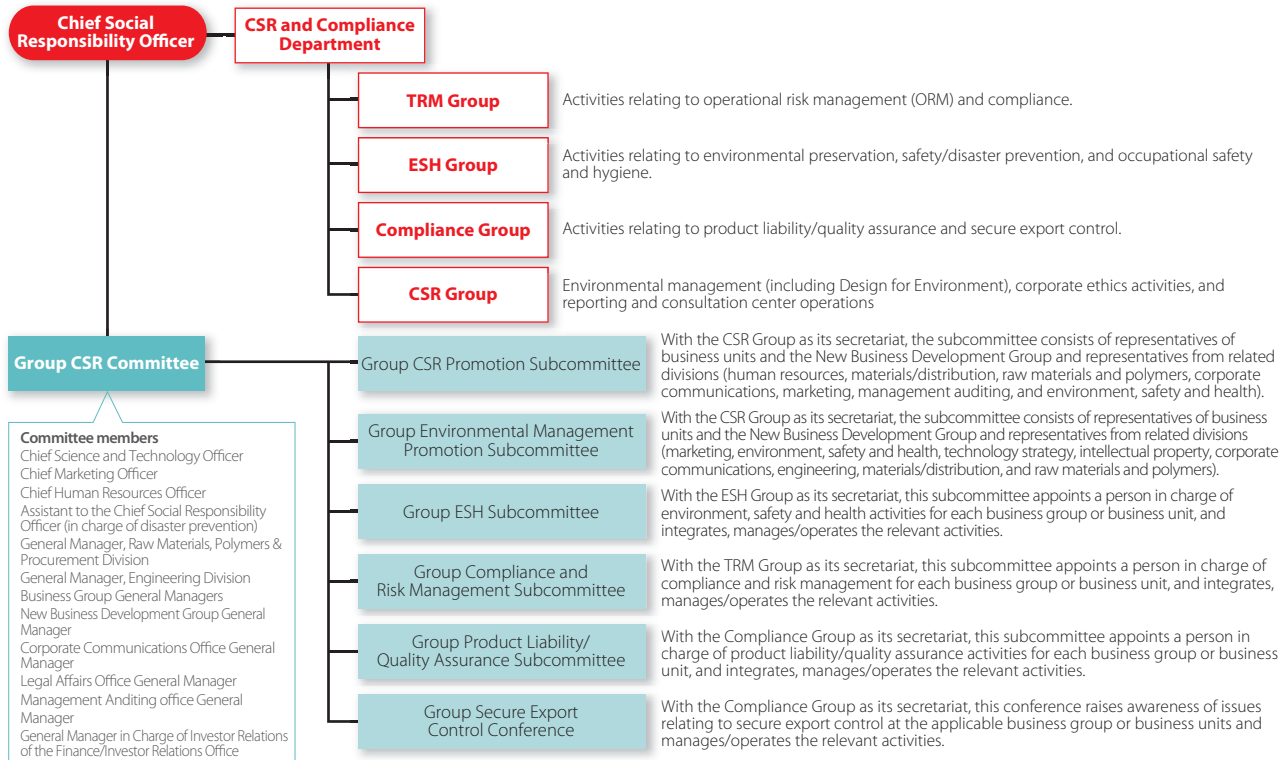 Chief Social
Responsibility Officer
CSR and Compliance
Department
TRM Group
Activities relating to operational risk management (ORM) and compliance.
ESH Group
Activities relating to environmental preservation, safety/disaster prevention, and occupational safety
and hygiene.
Compliance Group
Activities relating to product liability/quality assurance and secure export control.
CSR Group
Environmental management (including Design for Environment), corporate ethics activities, and
reporting and consultation center operations
Group CSR Committee
Committee members
Chief Science and Technology Officer
Chief Marketing Officer
Chief Human Resources Officer
Assistant to the Chief Social Responsibility
Officer (in charge of disaster prevention)
General Manager, Raw Materials, Polymers &
Procurement Division
General Manager, Engineering Division
Business Group General Managers
New Business Development Group General
Manager
Corporate Communications Office General
Manager
Legal Affairs Office General Manager
Management Anditing office General
Manager
General Manager in Charge of Investor Relations
of the Finance/Investor Relations Office
Group CSR Promotion Subcommittee
With the CSR Group as its secretariat, the subcommittee consists of representatives of
business units and the New Business Development Group and representatives from related
divisions (human resources, materials/distribution, raw materials and polymers, corporate
communications, marketing, management auditing, and environment, safety and health).
Group Environmental Management
Promotion Subcommittee
With the CSR Group as its secretariat, the subcommittee consists of representatives of business
units and the New Business Development Group and representatives from related divisions
(marketing, environment, safety and health, technology strategy, intellectual property, corporate
communications, engineering, materials/distribution, and raw materials and polymers).
Group ESH Subcommittee
With the ESH Group as its secretariat, this subcommittee appoints a person in charge of
environment, safety and health activities for each business group or business unit, and
integrates, manages/operates the relevant activities.
Group Compliance and
Risk Management Subcommittee
With the TRM Group as its secretariat, this subcommittee appoints a person in charge of
compliance and risk management for each business group or business unit, and integrates,
manages/operates the relevant activities.
Group Product Liability/
Quality Assurance Subcommittee
With the Compliance Group as its secretariat, this subcommittee appoints a person in
charge of product liability/quality assurance activities for each business group or business
unit, and integrates, manages/operates the relevant activities.
Group Secure Export
Control Conference
With the Compliance Group as its secretariat, this conference raises awareness of issues
relating to secure export control at the applicable business group or business units and
manages/operates the relevant activities.